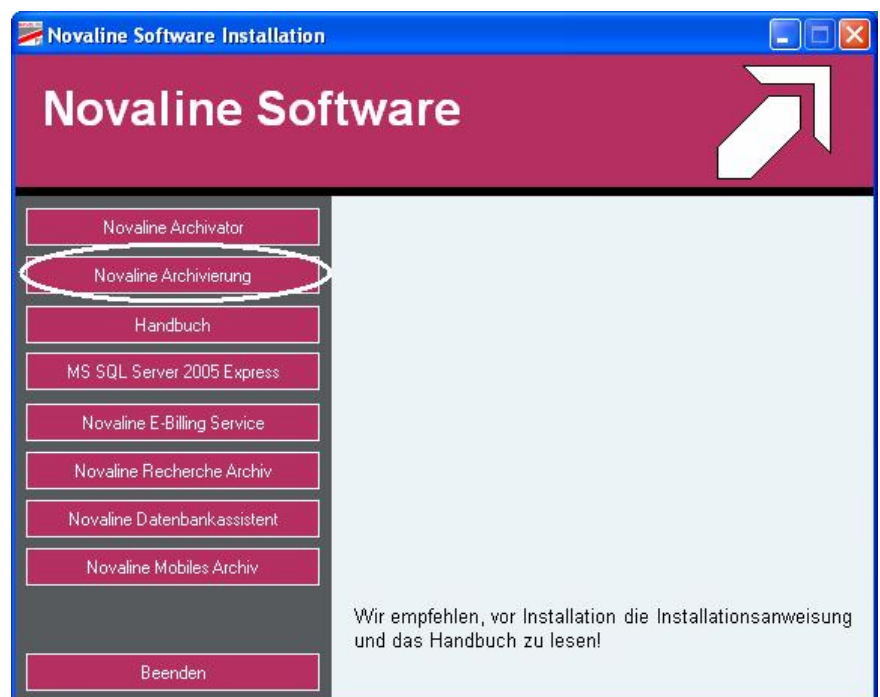 Novaline Software Installation
Novaline Software
Novaline Archivator
Novaline Archivierung
Handbuch
MS SQL Server 2005 Express
Novaline E-Billing Service
Novaline Recherche Archiv
Novaline Datenbankassistent
Novaline Mobiles Archiv
Wir empfehlen, vor Installation die Installationsanweisung
und das Handbuch zu lesen!
Beenden